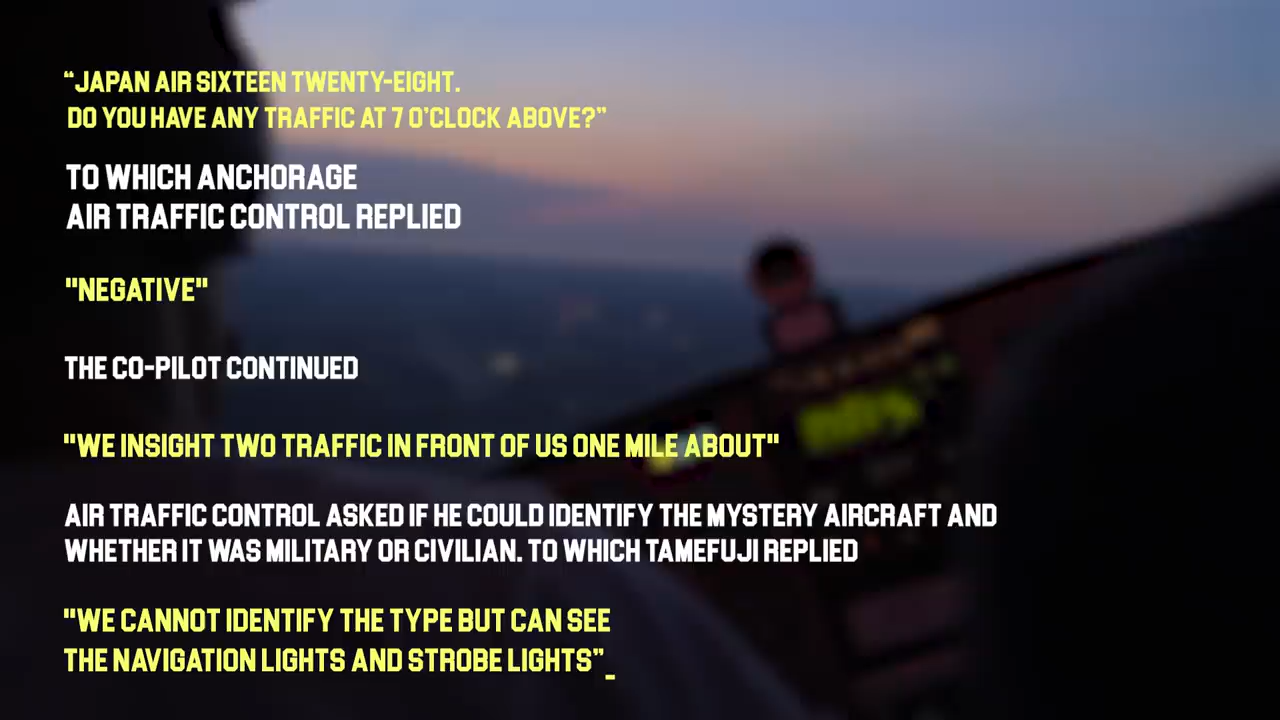 “JAPAN AIR SIXTEEN TWENTY-EIGHT.
DO YOU HAVE ANY TRAFFIC AT 7 O’CLOCK ABOVE?”
TO WHICH ANCHORAGE
AIR TRAFFIC CONTROL REPLIED
"NEGATIVE"
THE CO-PILOT CONTINUED
"WE INSIGHT TWO TRAFFIC IN FRONT OF US ONE MILE ABOUT"
AIR TRAFFIC CONTROL ASKED IF HE COULD IDENTIFY THE MYSTERY AIRCRAFT AND
WHETHER IT WAS MILITARY OR CIVILIAN. TO WHICH TAMEFUJI REPLIED
"WE CANNOT IDENTIFY THE TYPE BUT CAN SEE
THE NAVIGATION LIGHTS AND STROBE LIGHTS”_